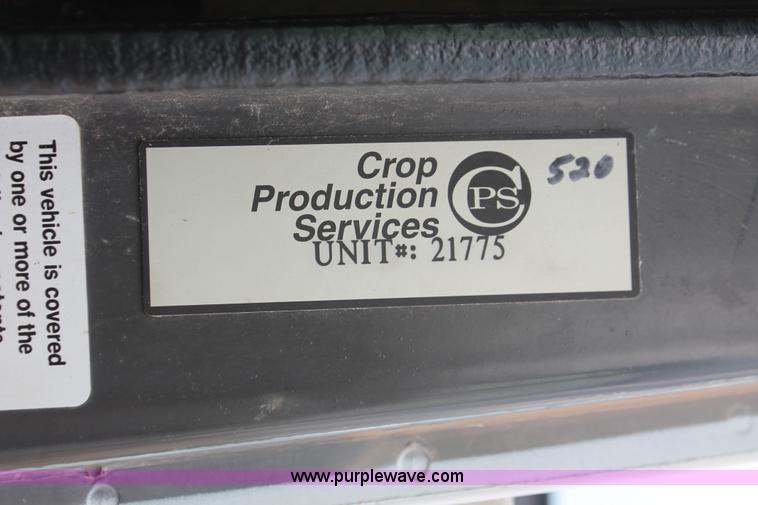 This vehicle is covered
by one or more of the
Crop
Production
Services
CPS
520
UNIT#: 21775
www.purplewave.com